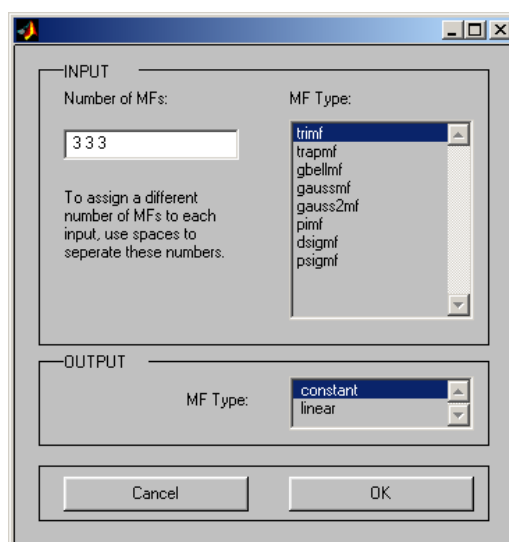 INPUT
Number of MFs:
3 3 3
To assign a different
number of MFs to each
input, use spaces to
seperate these numbers.
MF Type:
trimf
trapmf
gbellmf
gaussmf
gauss2mf
pimf
dsigmf
psigmf
OUTPUT
MF Type:
constant
linear
Cancel
OK